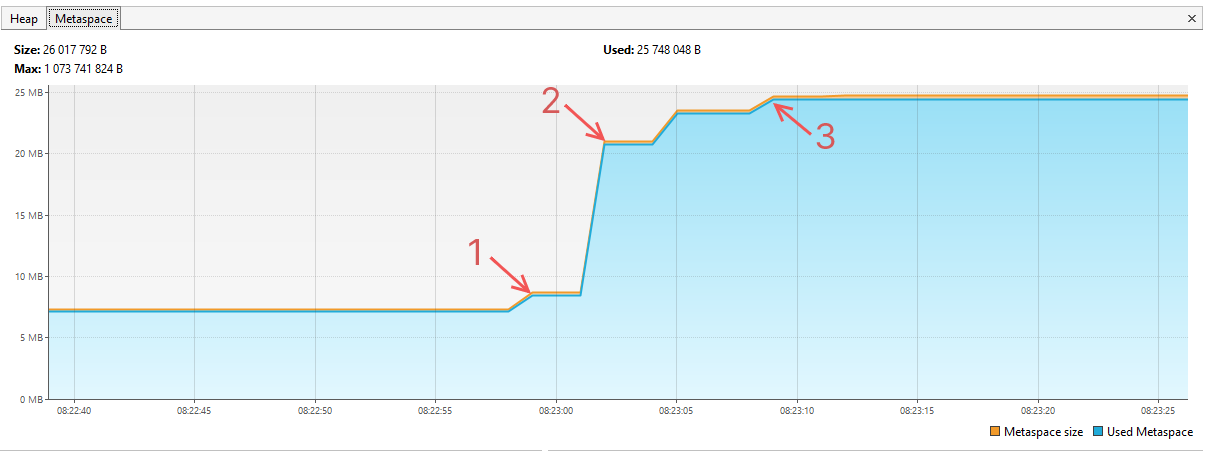 Heap Metaspace ×
Size: 26 017 792 B Used: 25 748 048 B
Max: 1 073 741 824 B
25 MB
20 MB
15 MB
10 MB
5 MB
0 MB
2
3
1
08:22:40 08:22:45 08:22:50 08:22:55 08:23:00 08:23:05 08:23:10 08:23:15 08:23:20 08:23:25
Metaspace size Used Metaspace